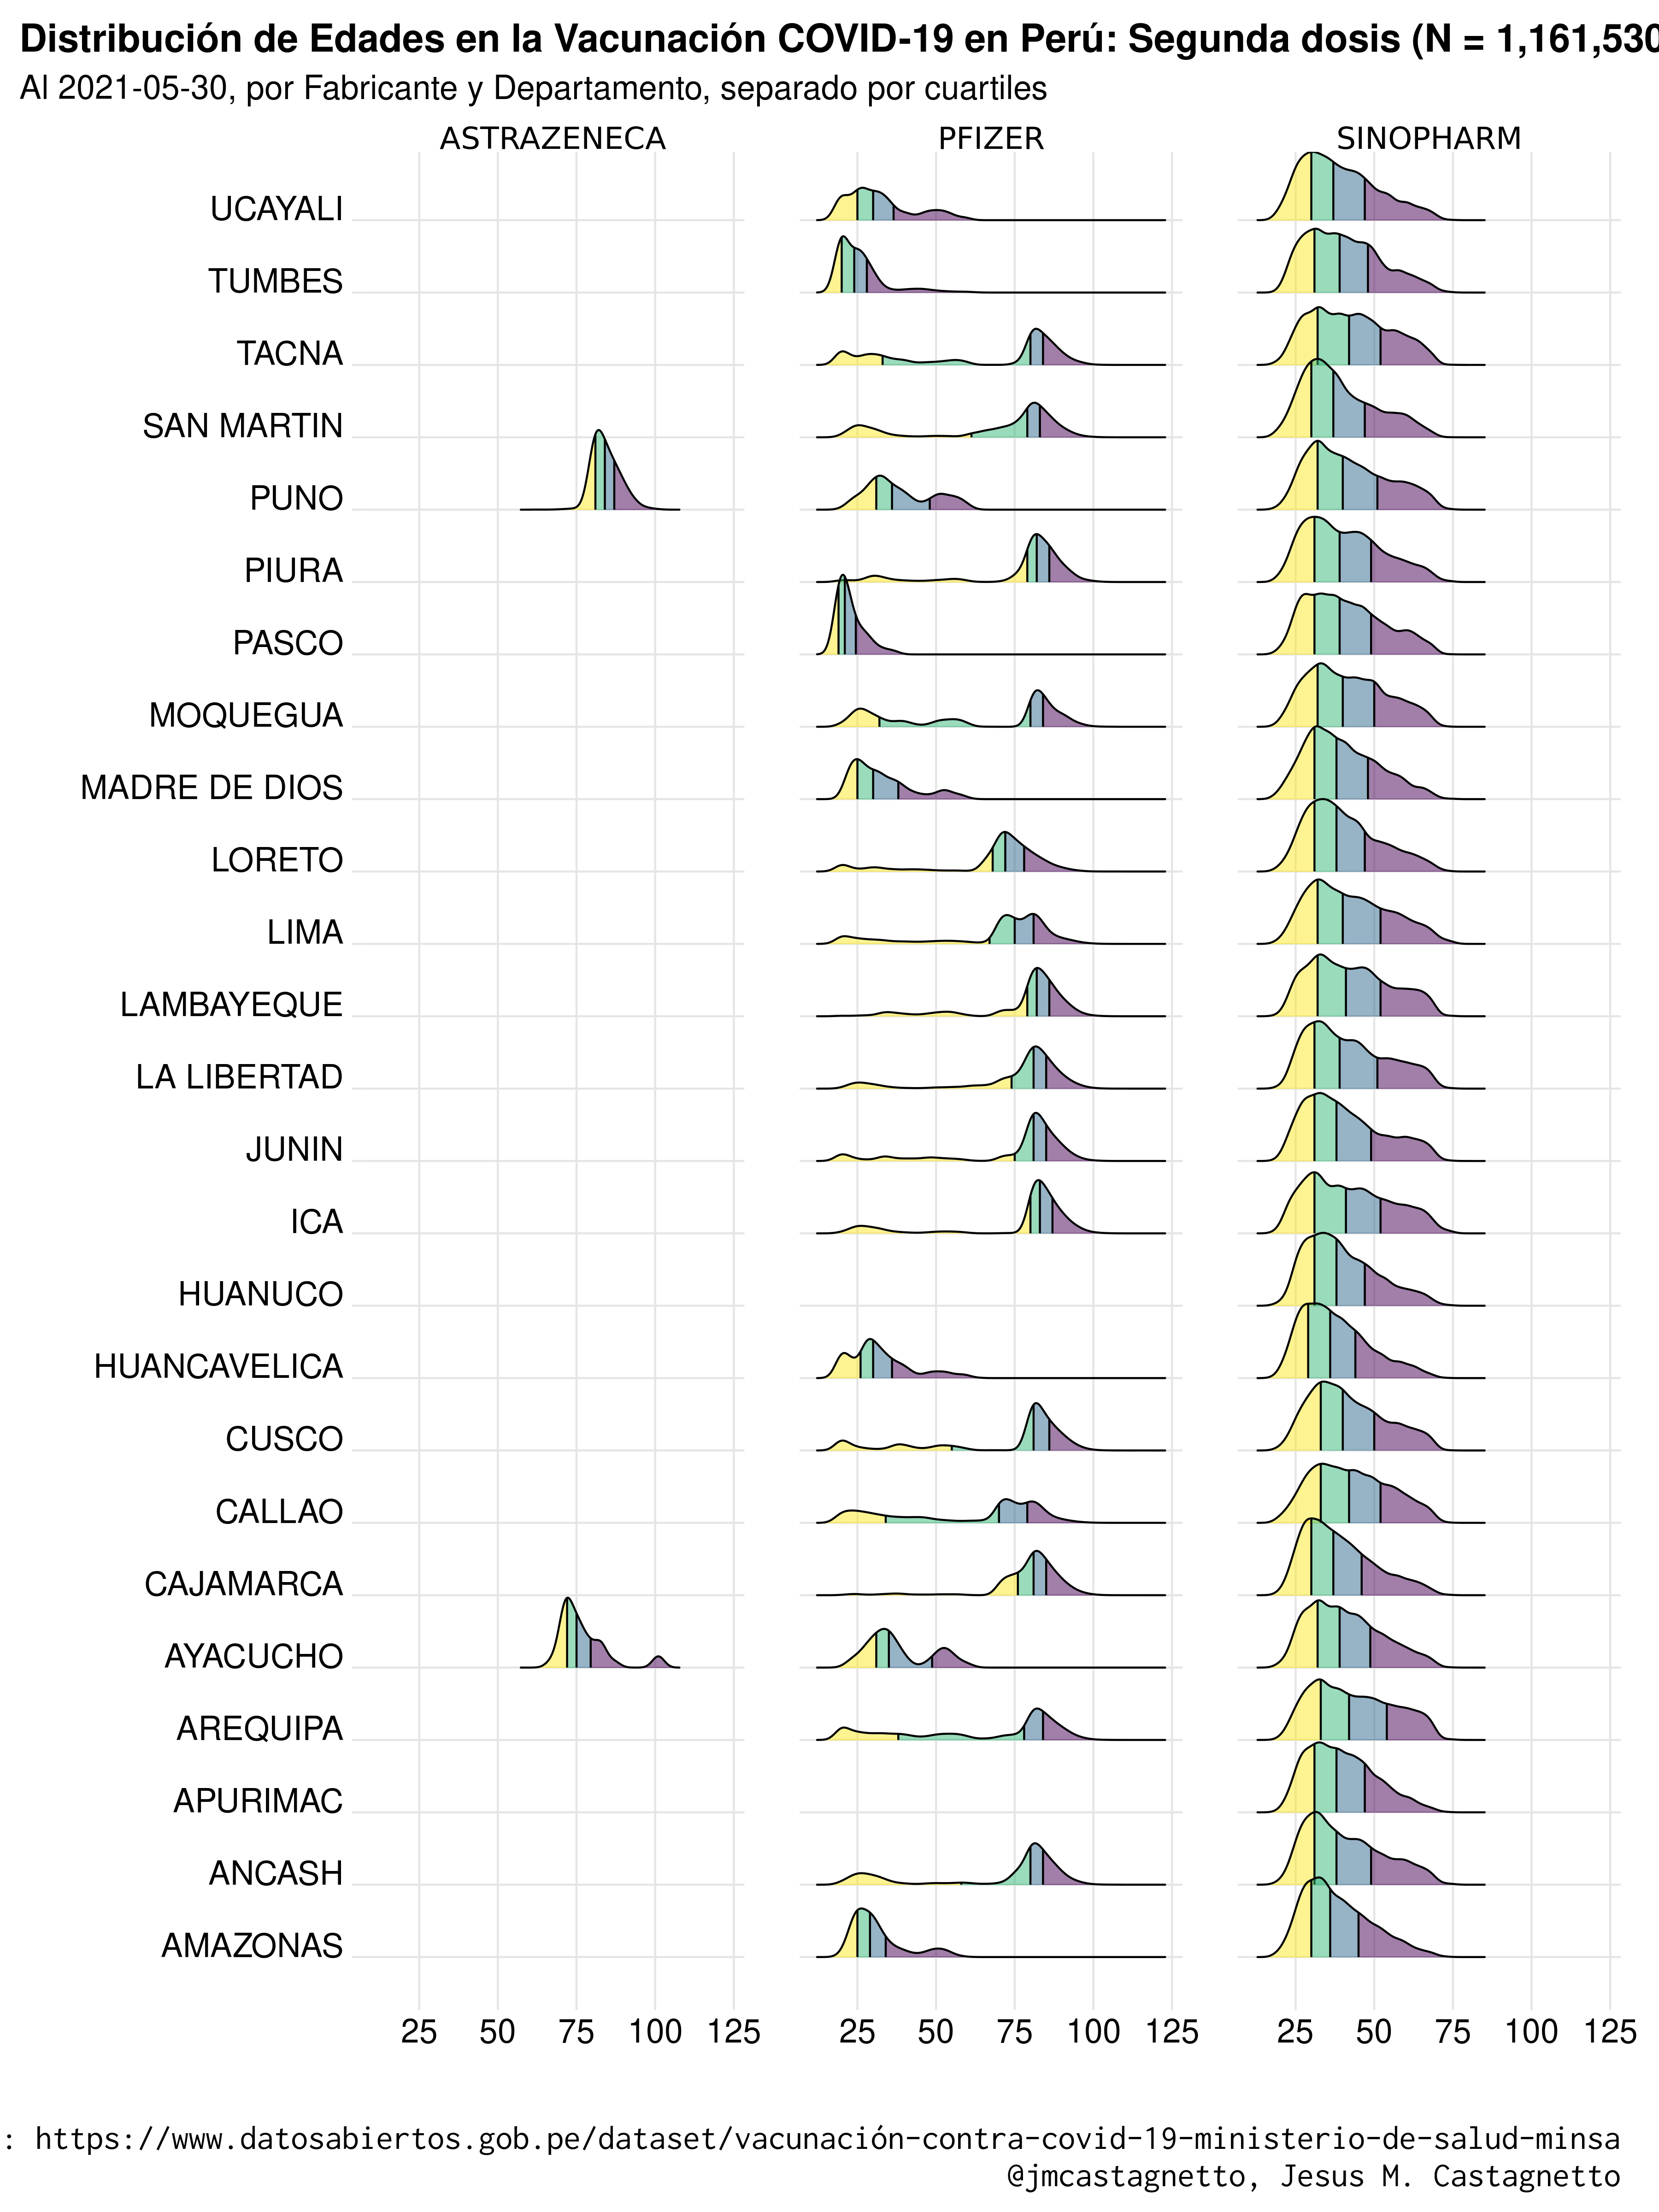 Distribución de Edades en la Vacunación COVID-19 en Perú: Segunda dosis (N = 1,161,530
Al 2021-05-30, por Fabricante y Departamento, separado por cuartiles
ASTRAZENECA PFIZER SINOPHARM
UCAYALI
TUMBES
TACNA
SAN MARTIN
PUNO
PIURA
PASCO
MOQUEGUA
MADRE DE DIOS
LORETO
LIMA
LAMBAYEQUE
LA LIBERTAD
JUNIN
ICA
HUANUCO
HUANCAVELICA
CUSCO
CALLAO
CAJAMARCA
AYACUCHO
AREQUIPA
APURIMAC
ANCASH
AMAZONAS
25 50 75 100 125 25 50 75 100 125 25 50 75 100 125
: https://www.datosabiertos.gob.pe/dataset/vacunación-contra-covid-19-ministerio-de-salud-minsa
@jmcastagnetto, Jesus M. Castagnetto